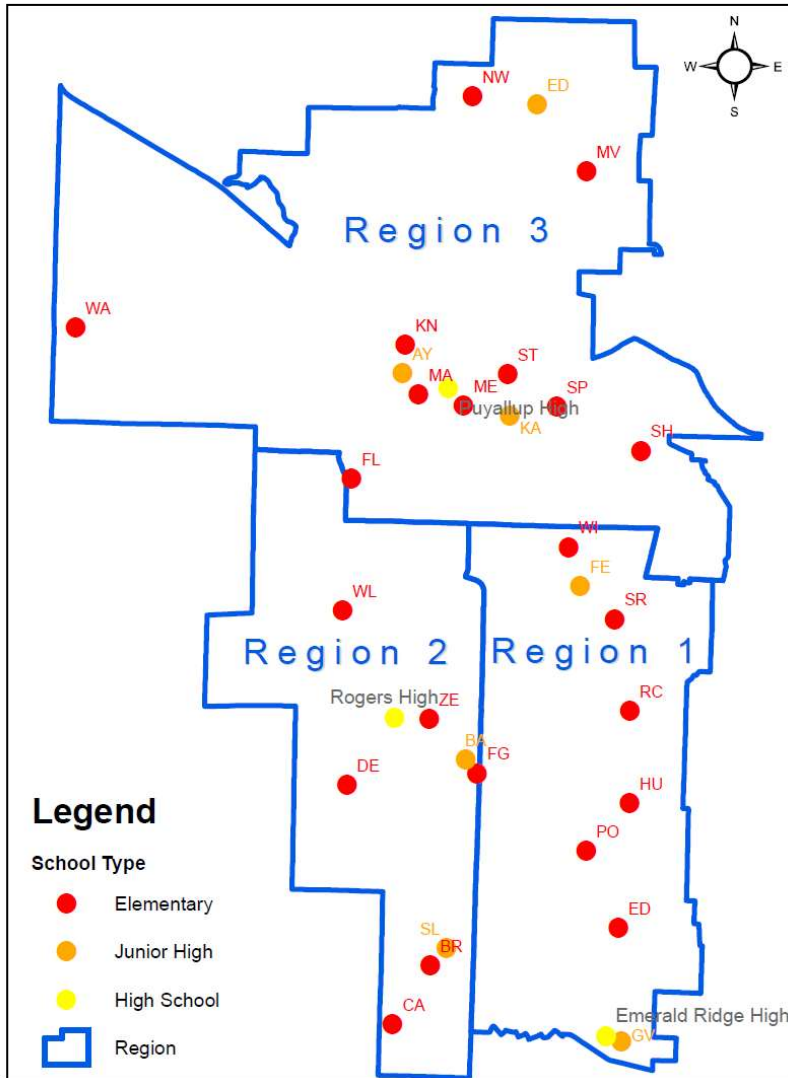 N
W E
S
NW
ED
MV
Region 3
WA
KN
AY
ST
MA
ME
SP
Puyallup High
KA
SH
FL
WI
FE
WL
SR
Region 2
Region 1
Rogers High
ZE
RC
BA
FG
DE
HU
PO
ED
SL
BR
CA
Emerald Ridge High
GV
Legend
School Type
Elementary
Junior High
High School
Region